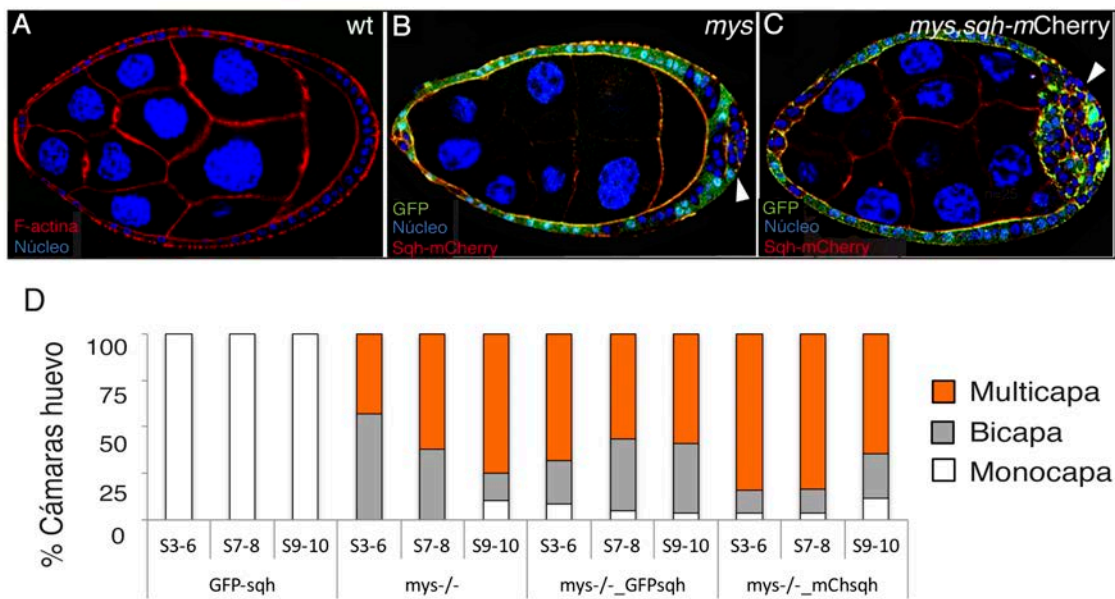 A
wt
F-actina
Núcleo
B
mys
GFP
Núcleo
Sqh-mCherry
C
mys,sqh-mCherry
GFP
Núcleo
Sqh-mCherry
D
% Cámaras huevo
100
75
50
25
0
S3-6 S7-8 S9-10 S3-6 S7-8 S9-10 S3-6 S7-8 S9-10 S3-6 S7-8 S9-10
GFP-sqh mys-/- mys-/-_GFPsqh mys-/-_mChsqh
Multicapa
Bicapa
Monocapa